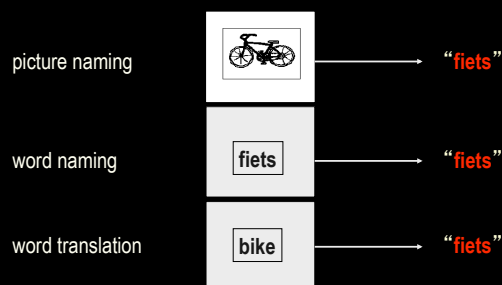 picture naming “fiets”
word naming fiets “fiets”
word translation bike “fiets”